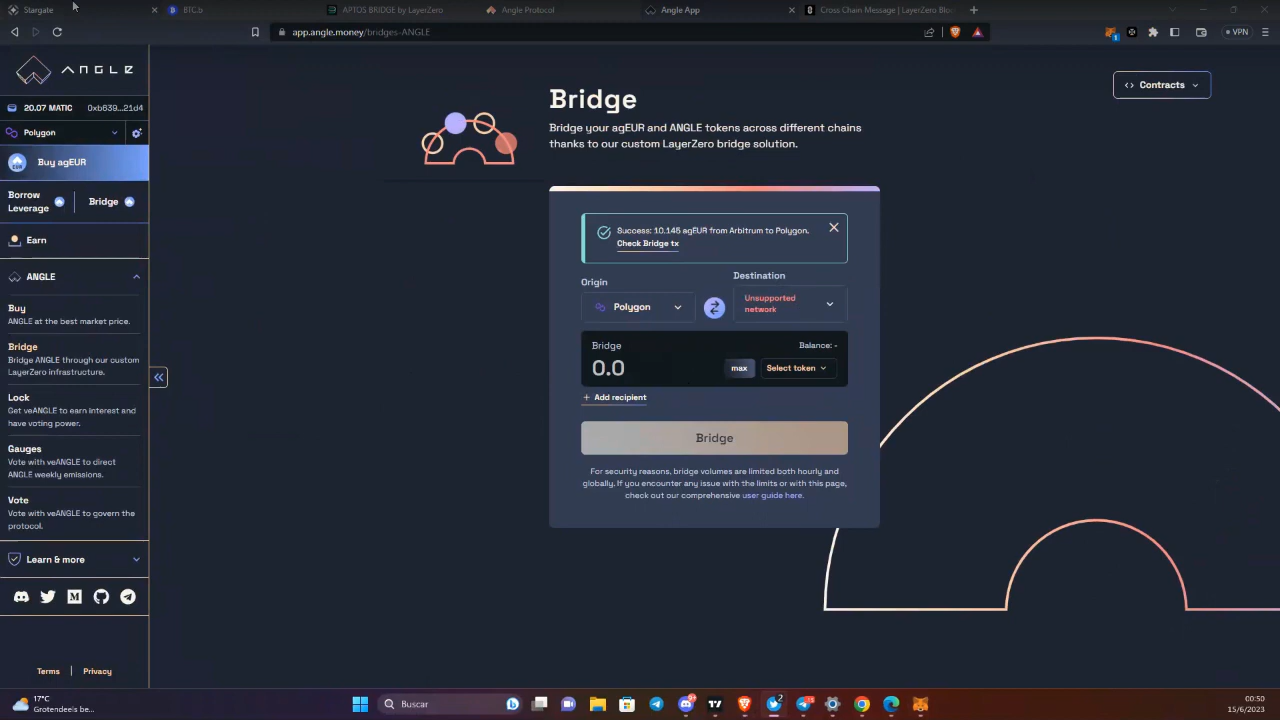 Stargate
BTC.b
APTOS BRIDGE by LayerZero
Angle Protocol
Angle App
Cross Chain Message | LayerZero Blo
app.angle.money/bridges-ANGLE
VPN
ANGLE
20.07 MATIC 0xb639...21d4
Polygon
Buy agEUR
Borrow
Leverage
Bridge
Earn
ANGLE
Buy
ANGLE at the best market price.
Bridge
Bridge ANGLE through our custom
LayerZero infrastructure.
Lock
Get veANGLE to earn interest and
have voting power.
Gauges
Vote with veANGLE to direct
ANGLE weekly emissions.
Vote
Vote with veANGLE to govern the
protocol.
Learn & more
Terms
Privacy
Bridge
Bridge your agEUR and ANGLE tokens across different chains
thanks to our custom LayerZero bridge solution.
<> Contracts
Success: 10.145 agEUR from Arbitrum to Polygon.
Check Bridge tx
Origin
Destination
Polygon
Unsupported
network
Bridge
Balance: -
0.0
max
Select token
+ Add recipient
Bridge
For security reasons, bridge volumes are limited both hourly and
globally. If you encounter any issue with the limits or with this page,
check out our comprehensive user guide here.
17°C
Grotendeels be...
Buscar
00:50
15/6/2023